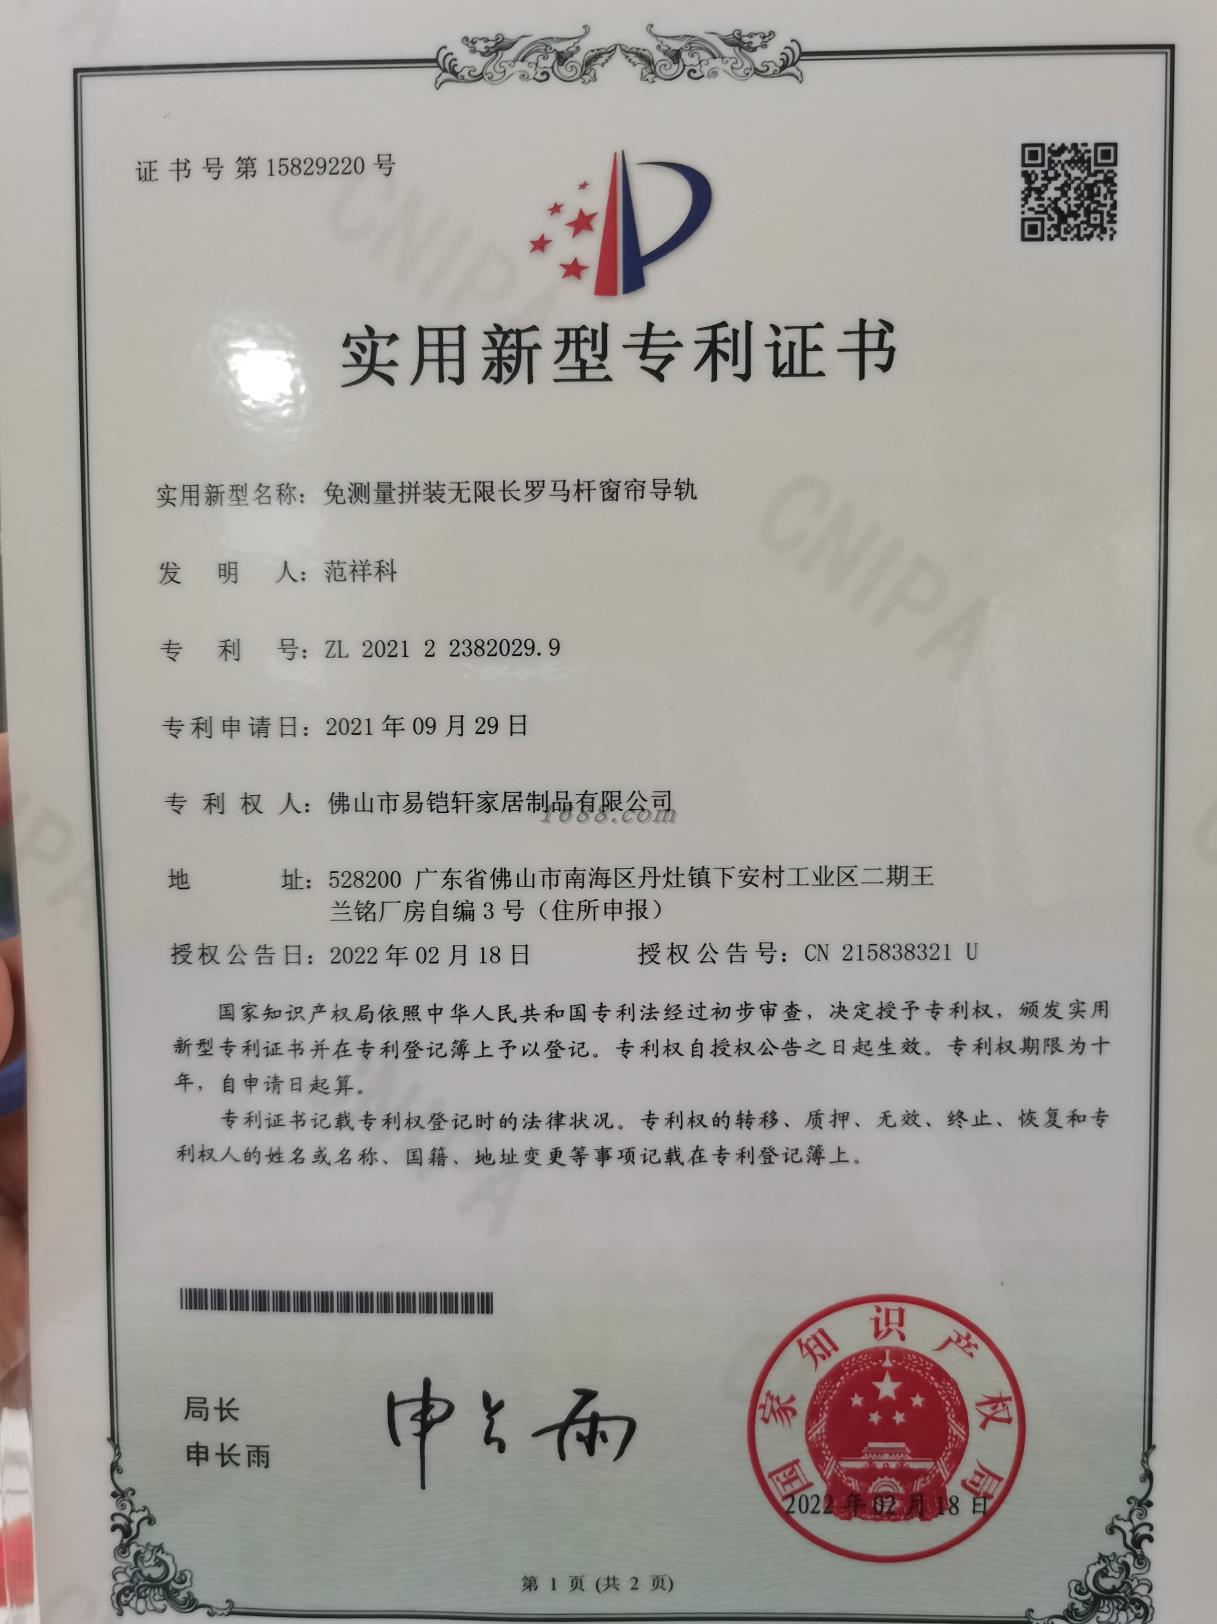 证书号第15829220号
实用新型专利证书
实用新型名称：免测量拼装无限长罗马杆窗帘导轨
发明人：范祥科
专利号：ZL 2021 2 2382029.9
专利申请日：2021年09月29日
专利权人：佛山市易铠轩家居制品有限公司
1688.com
地址：528200 广东省佛山市南海区丹灶镇下安村工业区二期王
兰铭厂房自编3号（住所申报）
授权公告日：2022年02月18日 授权公告号：CN 215838321 U
国家知识产权局依照中华人民共和国专利法经过初步审查，决定授予专利权，颁发实用
新型专利证书并在专利登记簿上予以登记。专利权自授权公告之日起生效。专利权期限为十
年，自申请日起算。
专利证书记载专利权登记时的法律状况。专利权的转移、质押、无效、终止、恢复和专
利权人的姓名或名称、国籍、地址变更等事项记载在专利登记簿上。
局长
申长雨
申长雨
国家知识产权局
2022年02月18日
第 1 页 (共 2 页)
CNIPA
CNIPA
CNIPA